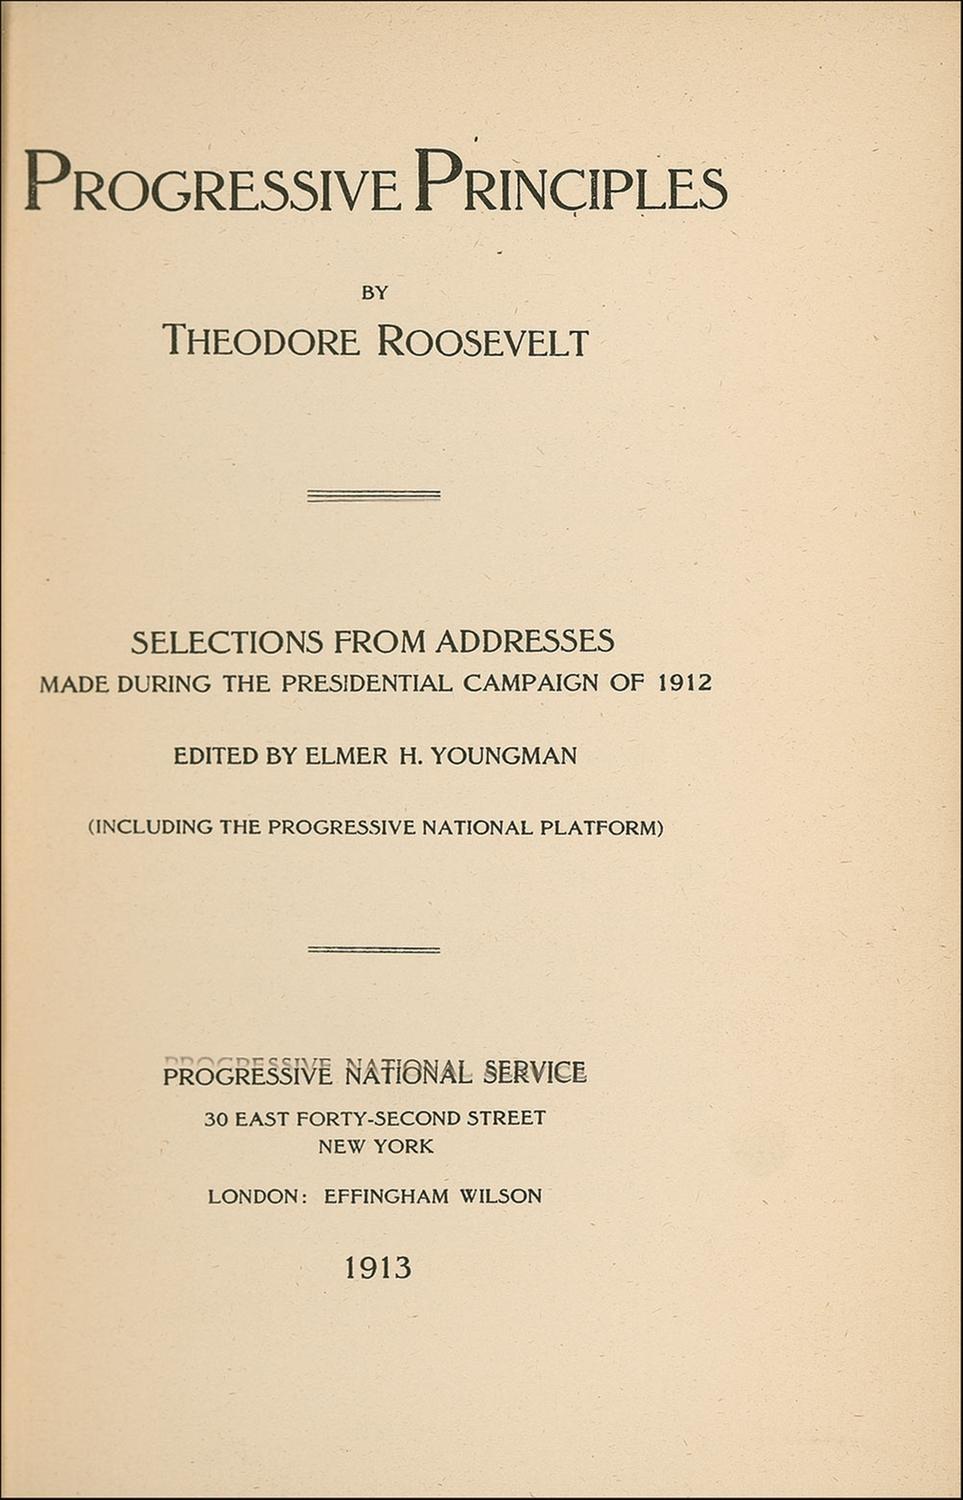 PROGRESSIVE PRINCIPLES
BY
THEODORE ROOSEVELT
SELECTIONS FROM ADDRESSES
MADE DURING THE PRESIDENTIAL CAMPAIGN OF 1912
EDITED BY ELMER H. YOUNGMAN
(INCLUDING THE PROGRESSIVE NATIONAL PLATFORM)
PROGRESSIVE NATIONAL SERVICE
30 EAST FORTY-SECOND STREET
NEW YORK
LONDON: EFFINGHAM WILSON
1913